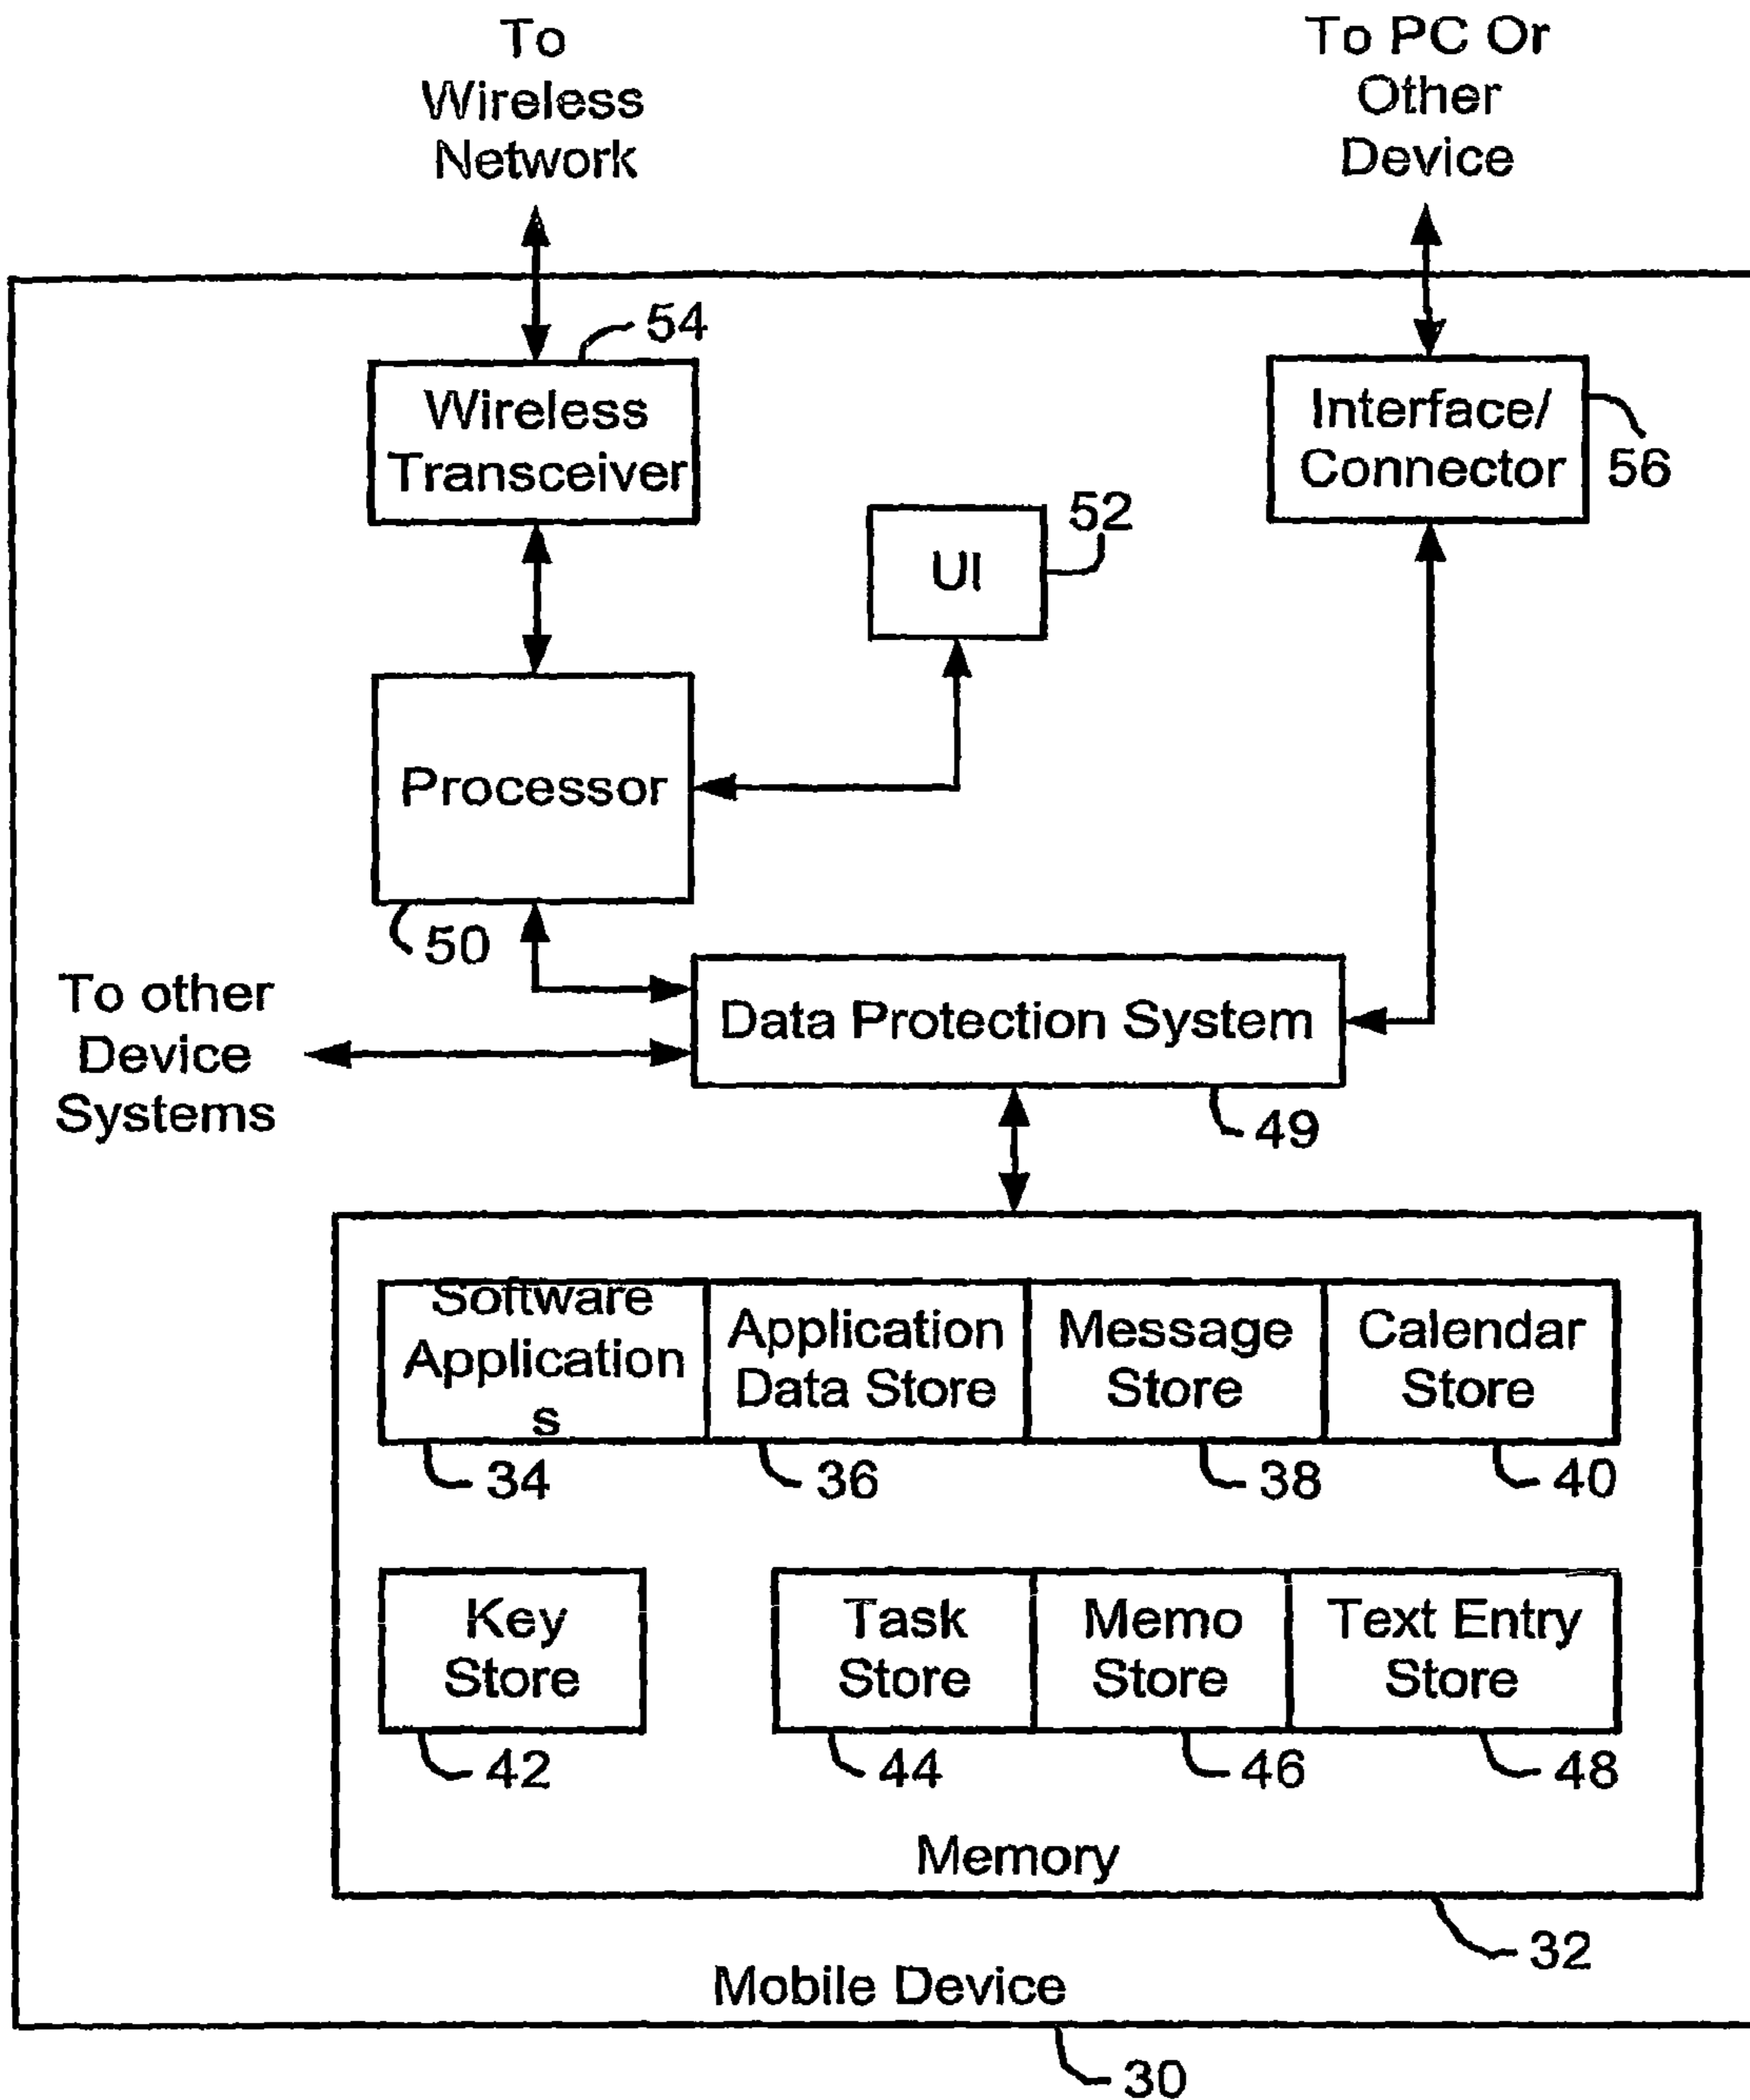 To
Wireless
Network
To PC Or
Other
Device
54
Wireless
Transceiver
Interface/
Connector
56
52
UI
Processor
50
To other
Device
Systems
Data Protection System
49
Software
Application
s
Application
Data Store
Message
Store
Calendar
Store
34
36
38
40
Key
Store
Task
Store
Memo
Store
Text Entry
Store
42
44
46
48
Memory
32
Mobile Device
30